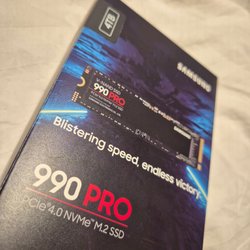 4TB
SAMSUNG
990 PRO
Blistering speed, endless victory
990 PRO
PCIe® 4.0 NVMe™ M.2 SSD